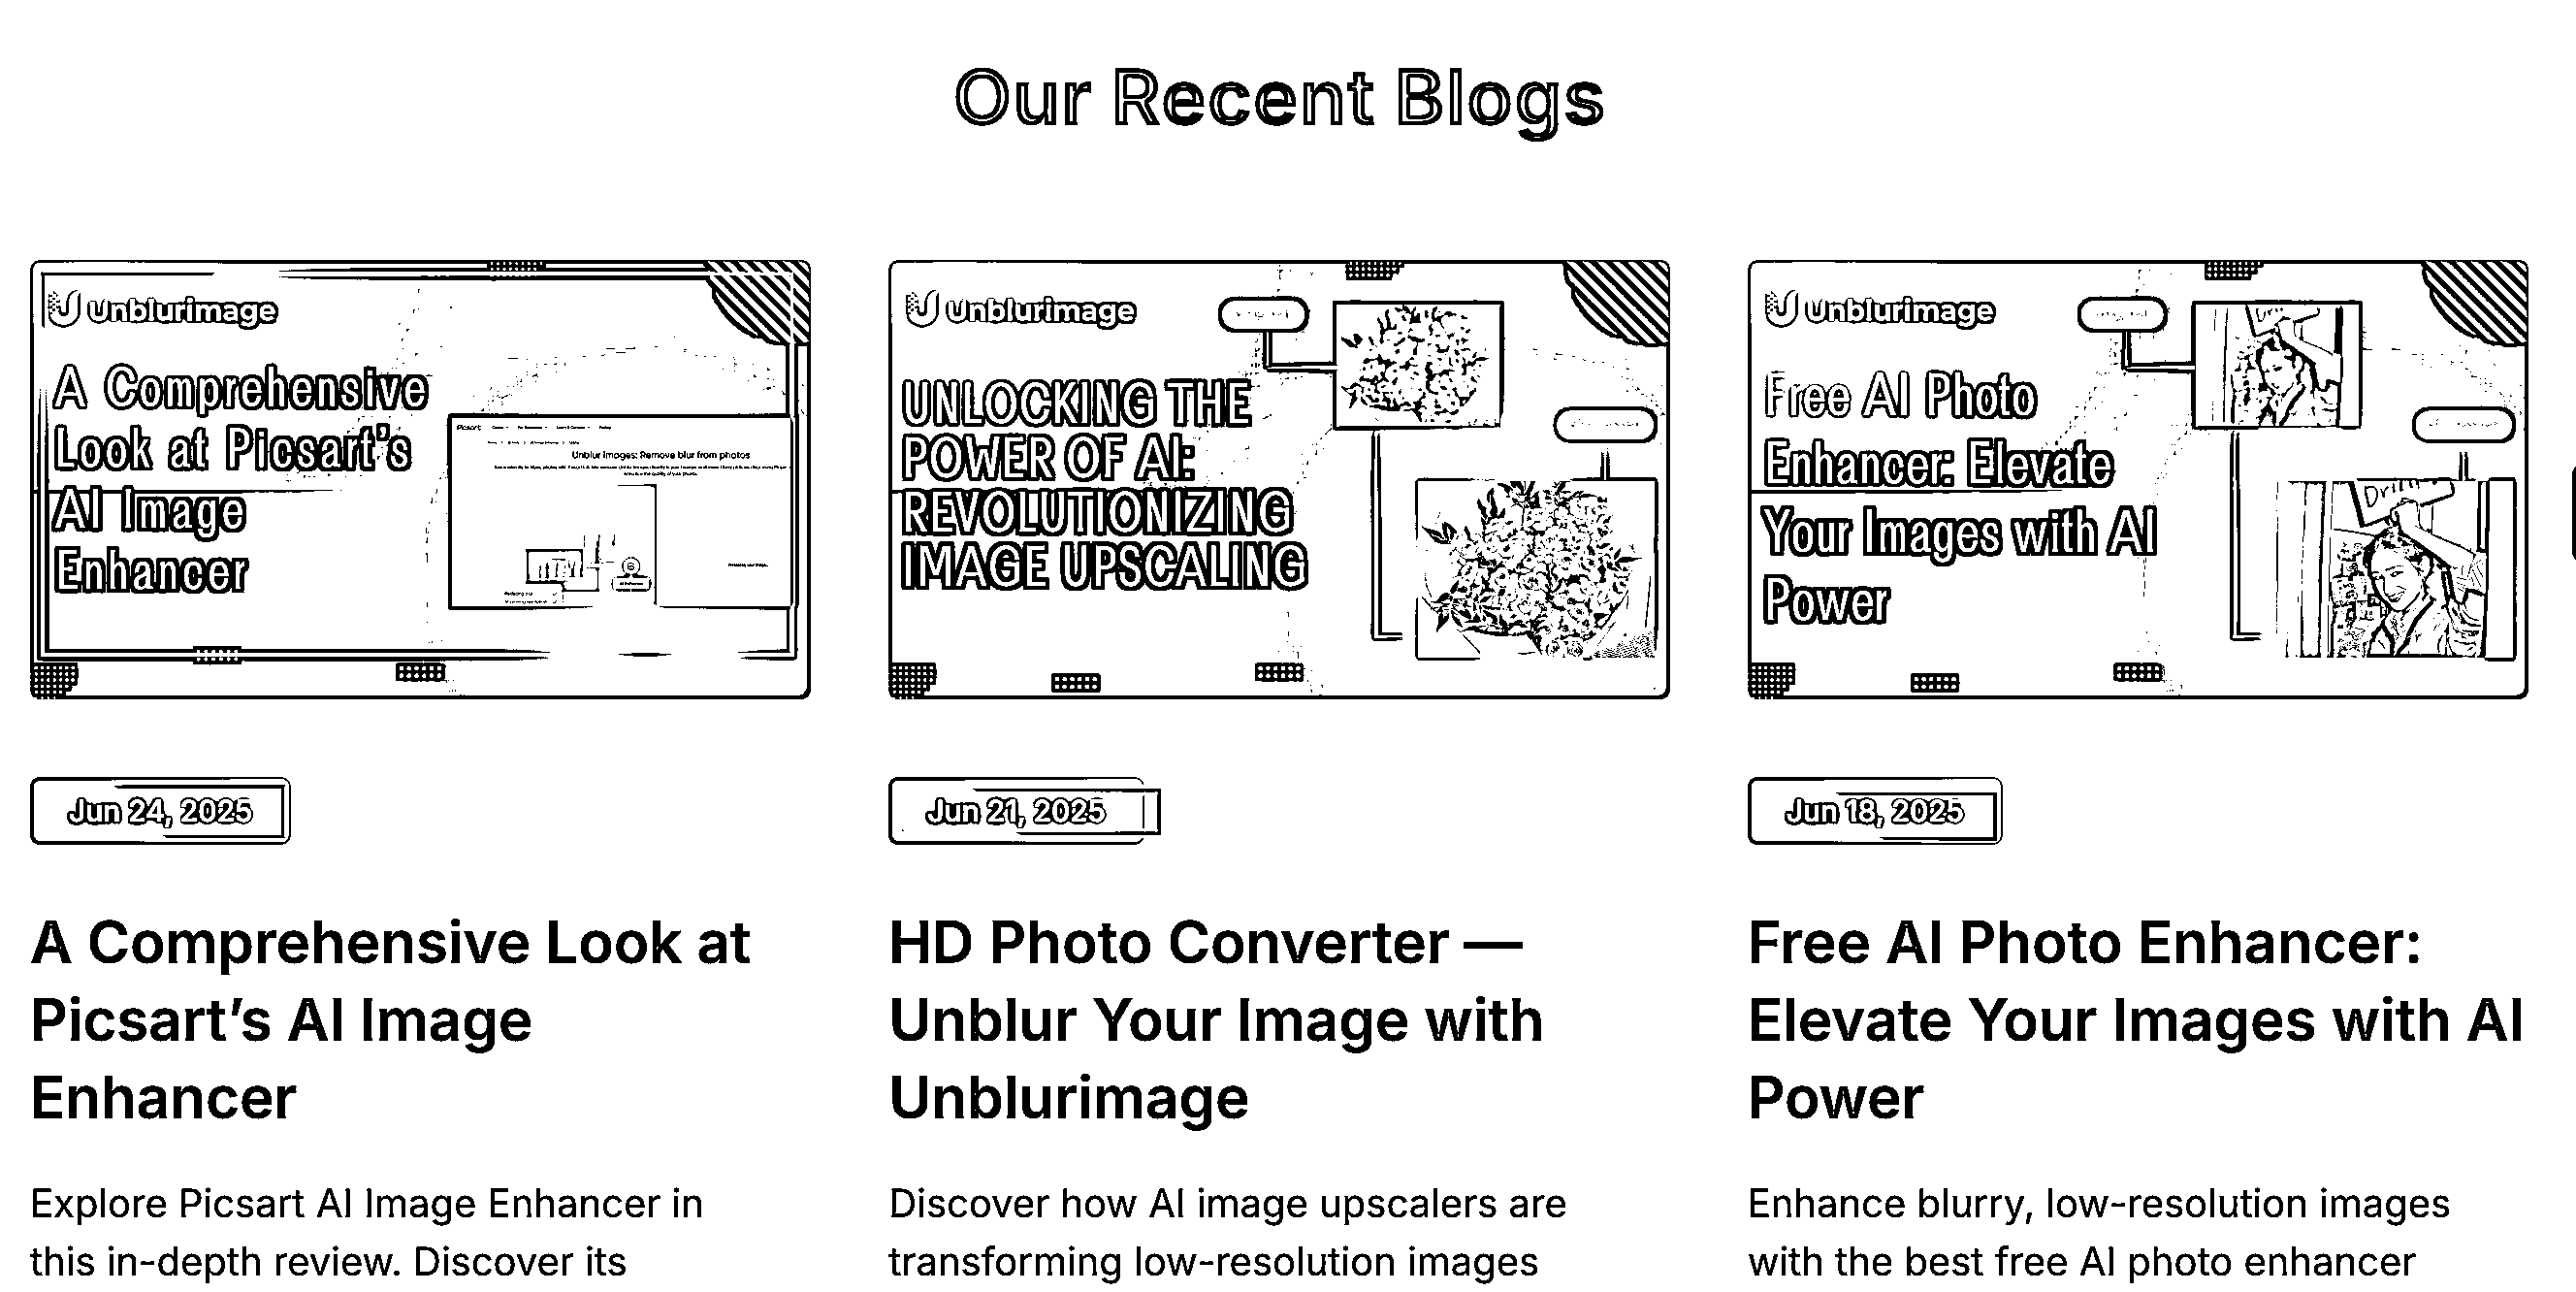 Our Recent Blogs
Unblurimage
A Comprehensive
Look at Picsart's
AI Image
Enhancer
Picsart
Unblur Images: Remove blur from photos
Jun 24, 2025
A Comprehensive Look at
Picsart’s AI Image
Enhancer
Explore Picsart AI Image Enhancer in
this in-depth review. Discover its
Unblurimage
UNLOCKING THE
POWER OF AI:
REVOLUTIONIZING
IMAGE UPSCALING
Jun 21, 2025
HD Photo Converter —
Unblur Your Image with
Unblurimage
Discover how AI image upscalers are
transforming low-resolution images
Unblurimage
Free AI Photo
Enhancer: Elevate
Your Images with AI
Power
Jun 18, 2025
Free AI Photo Enhancer:
Elevate Your Images with AI
Power
Enhance blurry, low-resolution images
with the best free AI photo enhancer